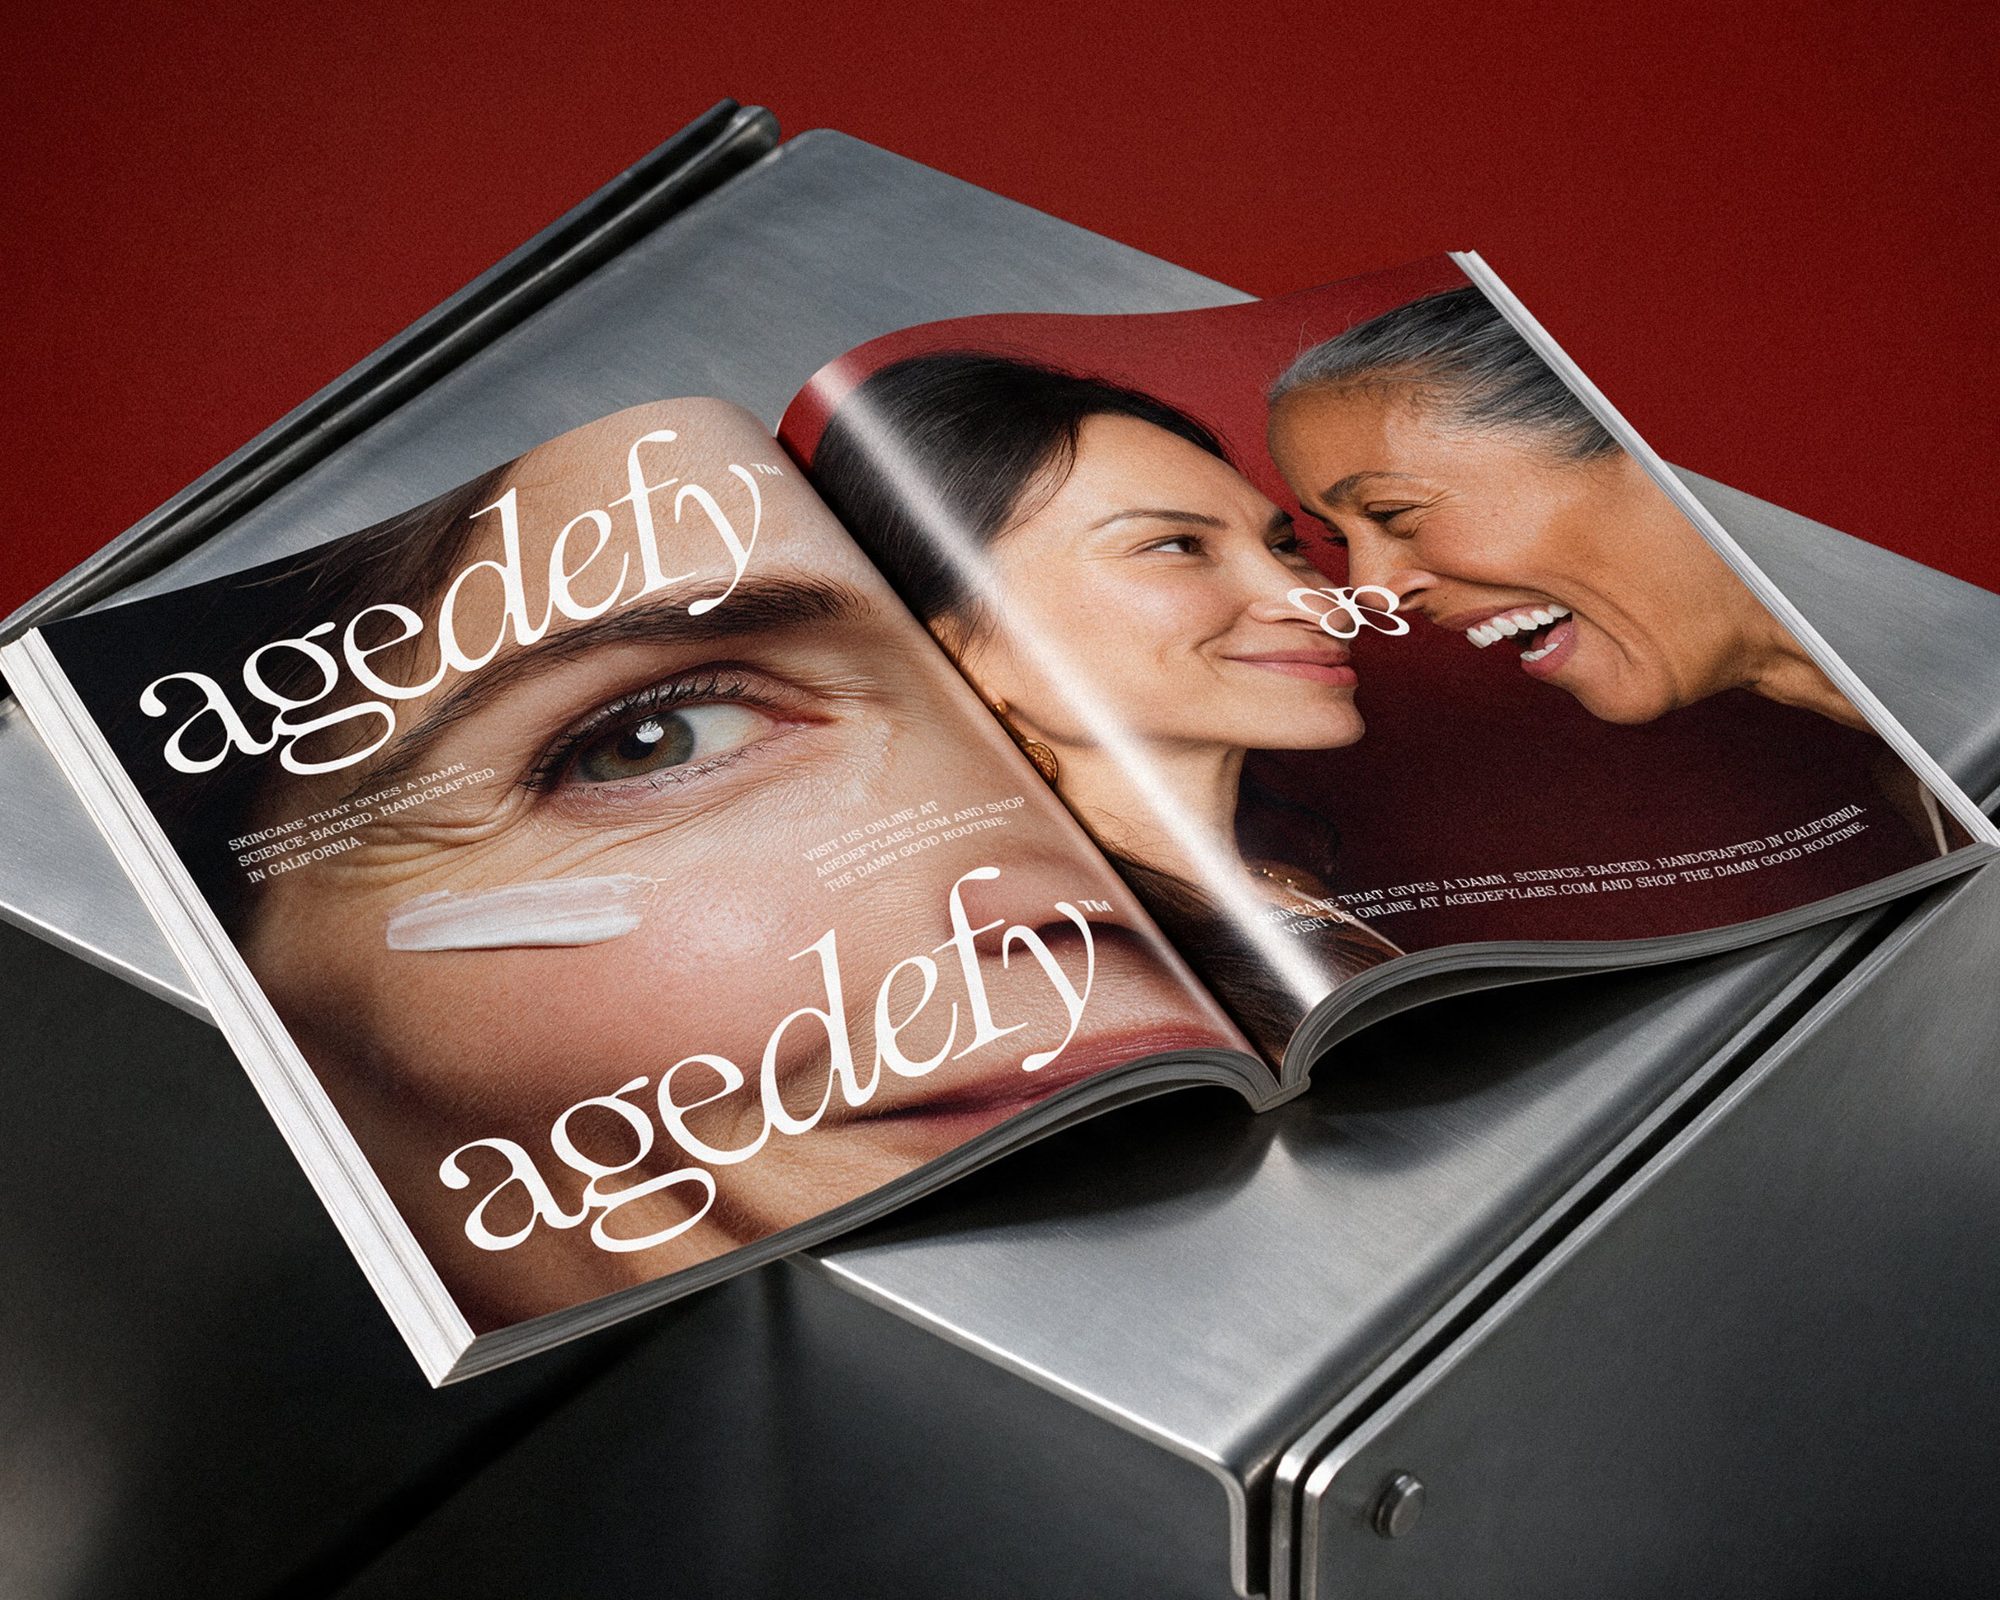 agedefy™
SKINCARE THAT GIVES A DAMN.
SCIENCE-BACKED. HANDCRAFTED
IN CALIFORNIA.
VISIT US ONLINE AT
AGEDEFYLABS.COM AND SHOP
THE DAMN GOOD ROUTINE.
agedefy™
SKINCARE THAT GIVES A DAMN. SCIENCE-BACKED. HANDCRAFTED IN CALIFORNIA.
VISIT US ONLINE AT AGEDEFYLABS.COM AND SHOP THE DAMN GOOD ROUTINE.